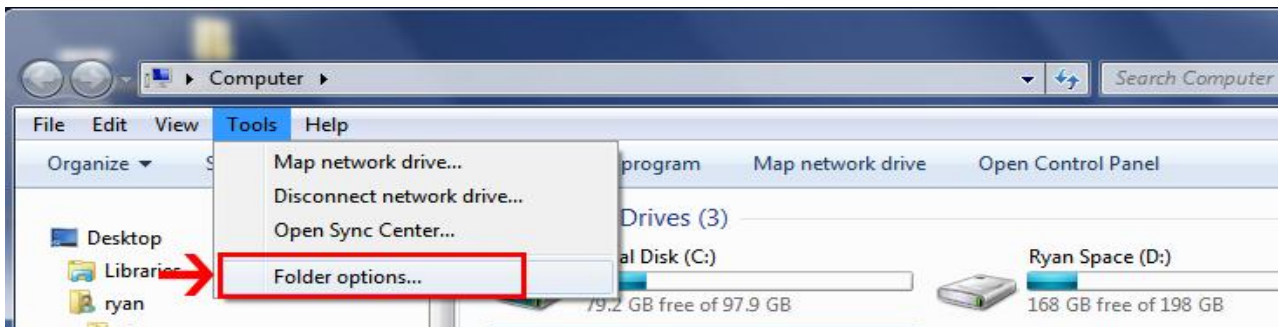 Computer
Search Computer
File Edit View Tools Help
Organize program Map network drive Open Control Panel
Map network drive...
Disconnect network drive...
Open Sync Center...
Folder options...
Desktop
Libraries
ryan
Drives (3)
al Disk (C:)
79.2 GB free of 97.9 GB
Ryan Space (D:)
168 GB free of 198 GB